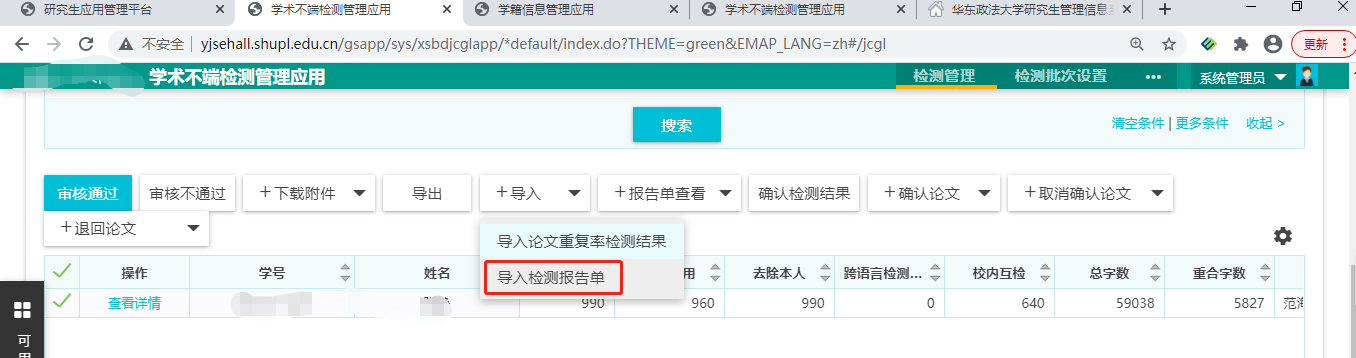 研究生应用管理平台
学术不端检测管理应用
学籍信息管理应用
学术不端检测管理应用
华东政法大学研究生管理信息
不安全 yjsehall.shupl.edu.cn/gsapp/sys/xsbdjcglapp/*default/index.do?THEME=green&EMAP_LANG=zh#/jcgl
更新
学术不端检测管理应用
检测管理 检测批次设置 ••• 系统管理员
搜索
清空条件 | 更多条件 收起 >
审核通过 审核不通过 +下载附件 导出 +导入 +报告单查看 确认检测结果 +确认论文 +取消确认论文
+退回论文
导入论文重复率检测结果
导入检测报告单
操作 学号 姓名 用 去除本人 跨语言检测... 校内互检 总字数 重合字数
查看详情 990 960 990 0 640 59038 5827 范
可